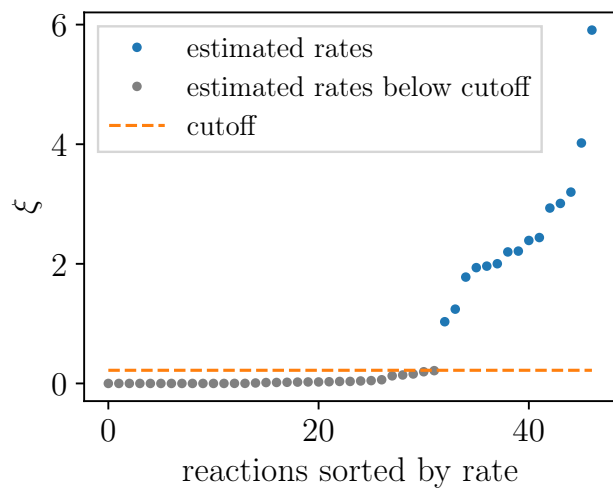 6
estimated rates
estimated rates below cutoff
cutoff
4
ξ
2
0
0
20
40
reactions sorted by rate